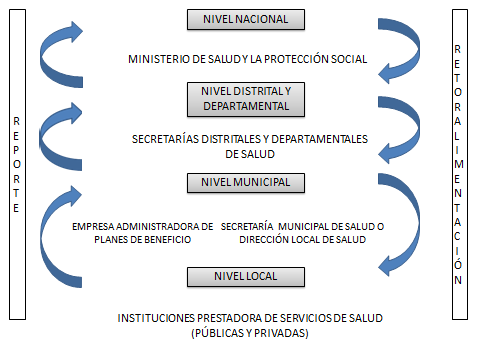 NIVEL NACIONAL
MINISTERIO DE SALUD Y LA PROTECCIÓN SOCIAL
NIVEL DISTRITAL Y
DEPARTAMENTAL
SECRETARÍAS DISTRITALES Y DEPARTAMENTALES
DE SALUD
NIVEL MUNICIPAL
EMPRESA ADMINISTRADORA DE
PLANES DE BENEFICIO
SECRETARÍA MUNICIPAL DE SALUD O
DIRECCIÓN LOCAL DE SALUD
NIVEL LOCAL
INSTITUCIONES PRESTADORA DE SERVICIOS DE SALUD
(PÚBLICAS Y PRIVADAS)
REPORTE
RETORALIMENTACIÓN